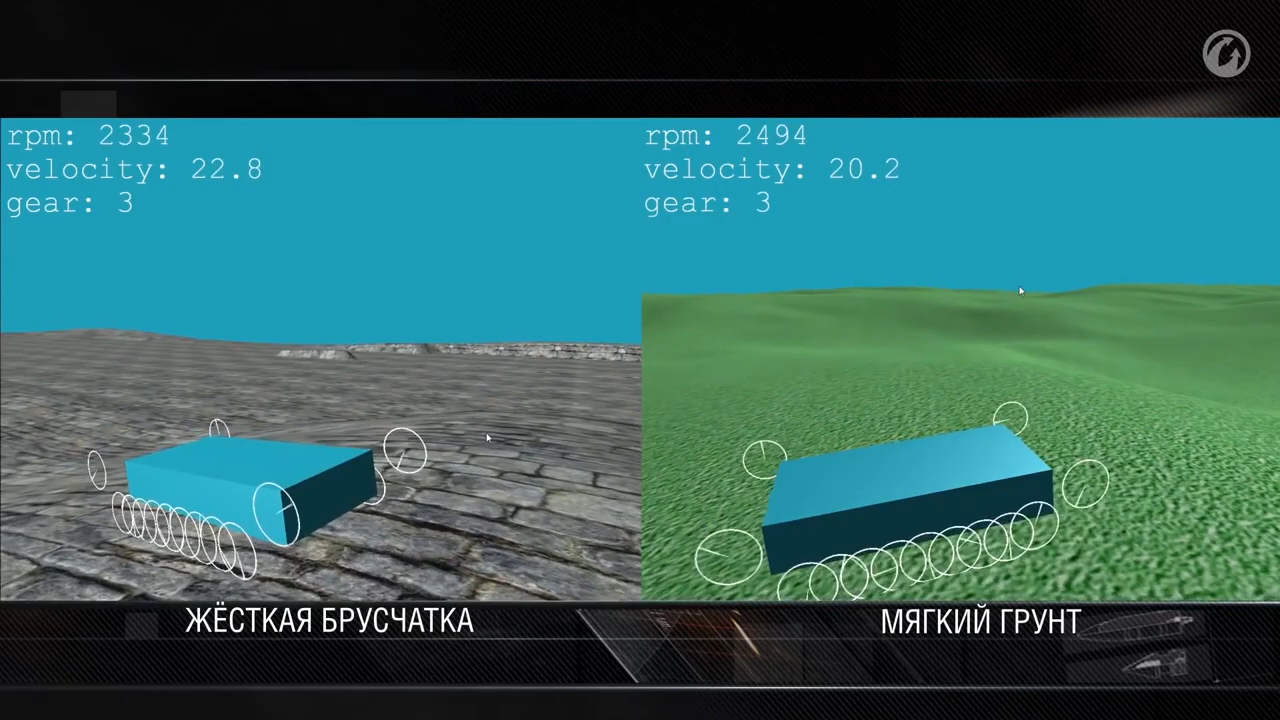 rpm: 2334
velocity: 22.8
gear: 3
rpm: 2494
velocity: 20.2
gear: 3
ЖЁСТКАЯ БРУСЧАТКА
МЯГКИЙ ГРУНТ